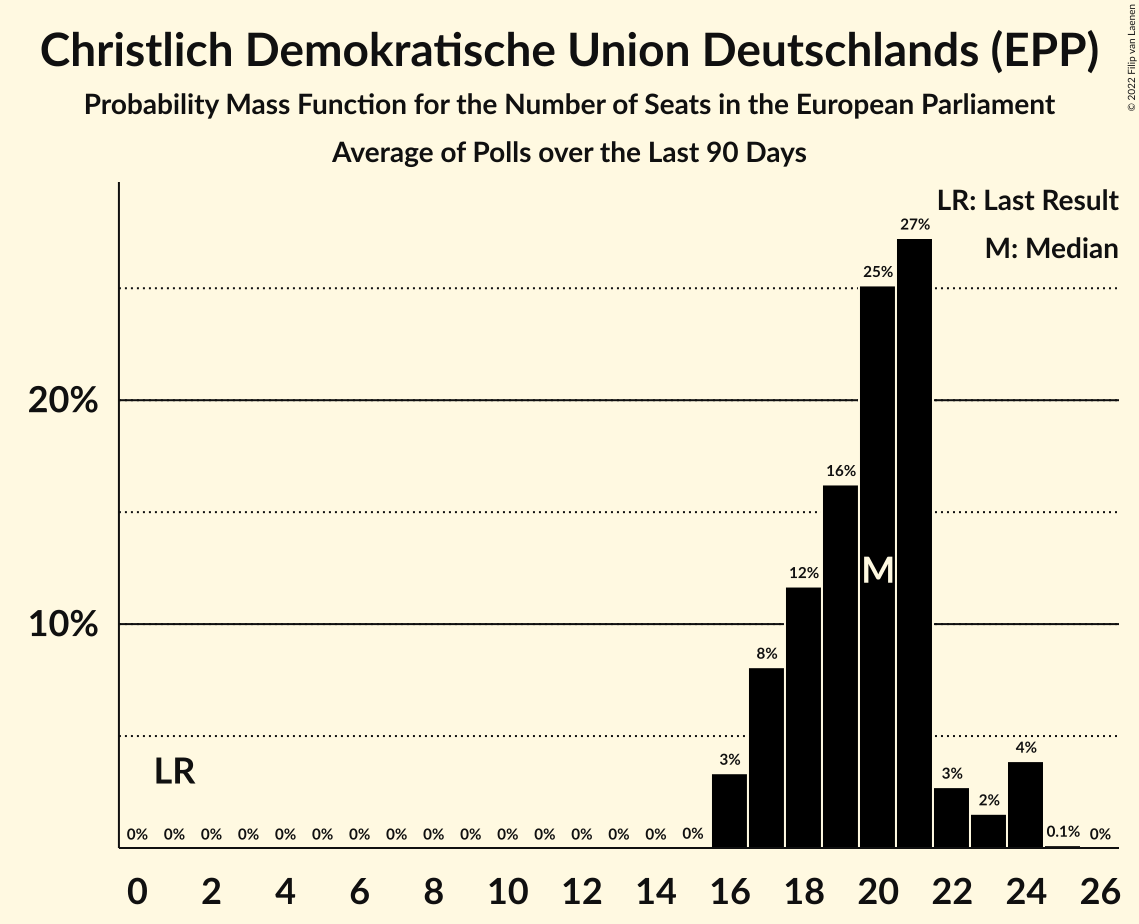 Christlich Demokratische Union Deutschlands (EPP)
Probability Mass Function for the Number of Seats in the European Parliament
Average of Polls over the Last 90 Days
© 2022 Filip van Laenen
LR: Last Result
M: Median
27%
25%
20%
16%
12%
M
10%
8%
LR
3%
3%
2%
4%
0% 0% 0% 0% 0% 0% 0% 0% 0% 0% 0% 0% 0% 0% 0% 0% 0.1% 0%
0 2 4 6 8 10 12 14 16 18 20 22 24 26